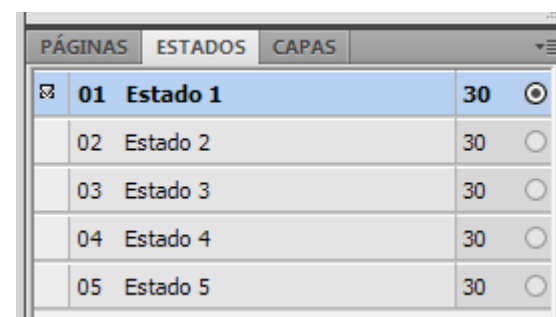 PÁGINAS ESTADOS CAPAS
01 Estado 1 30
02 Estado 2 30
03 Estado 3 30
04 Estado 4 30
05 Estado 5 30